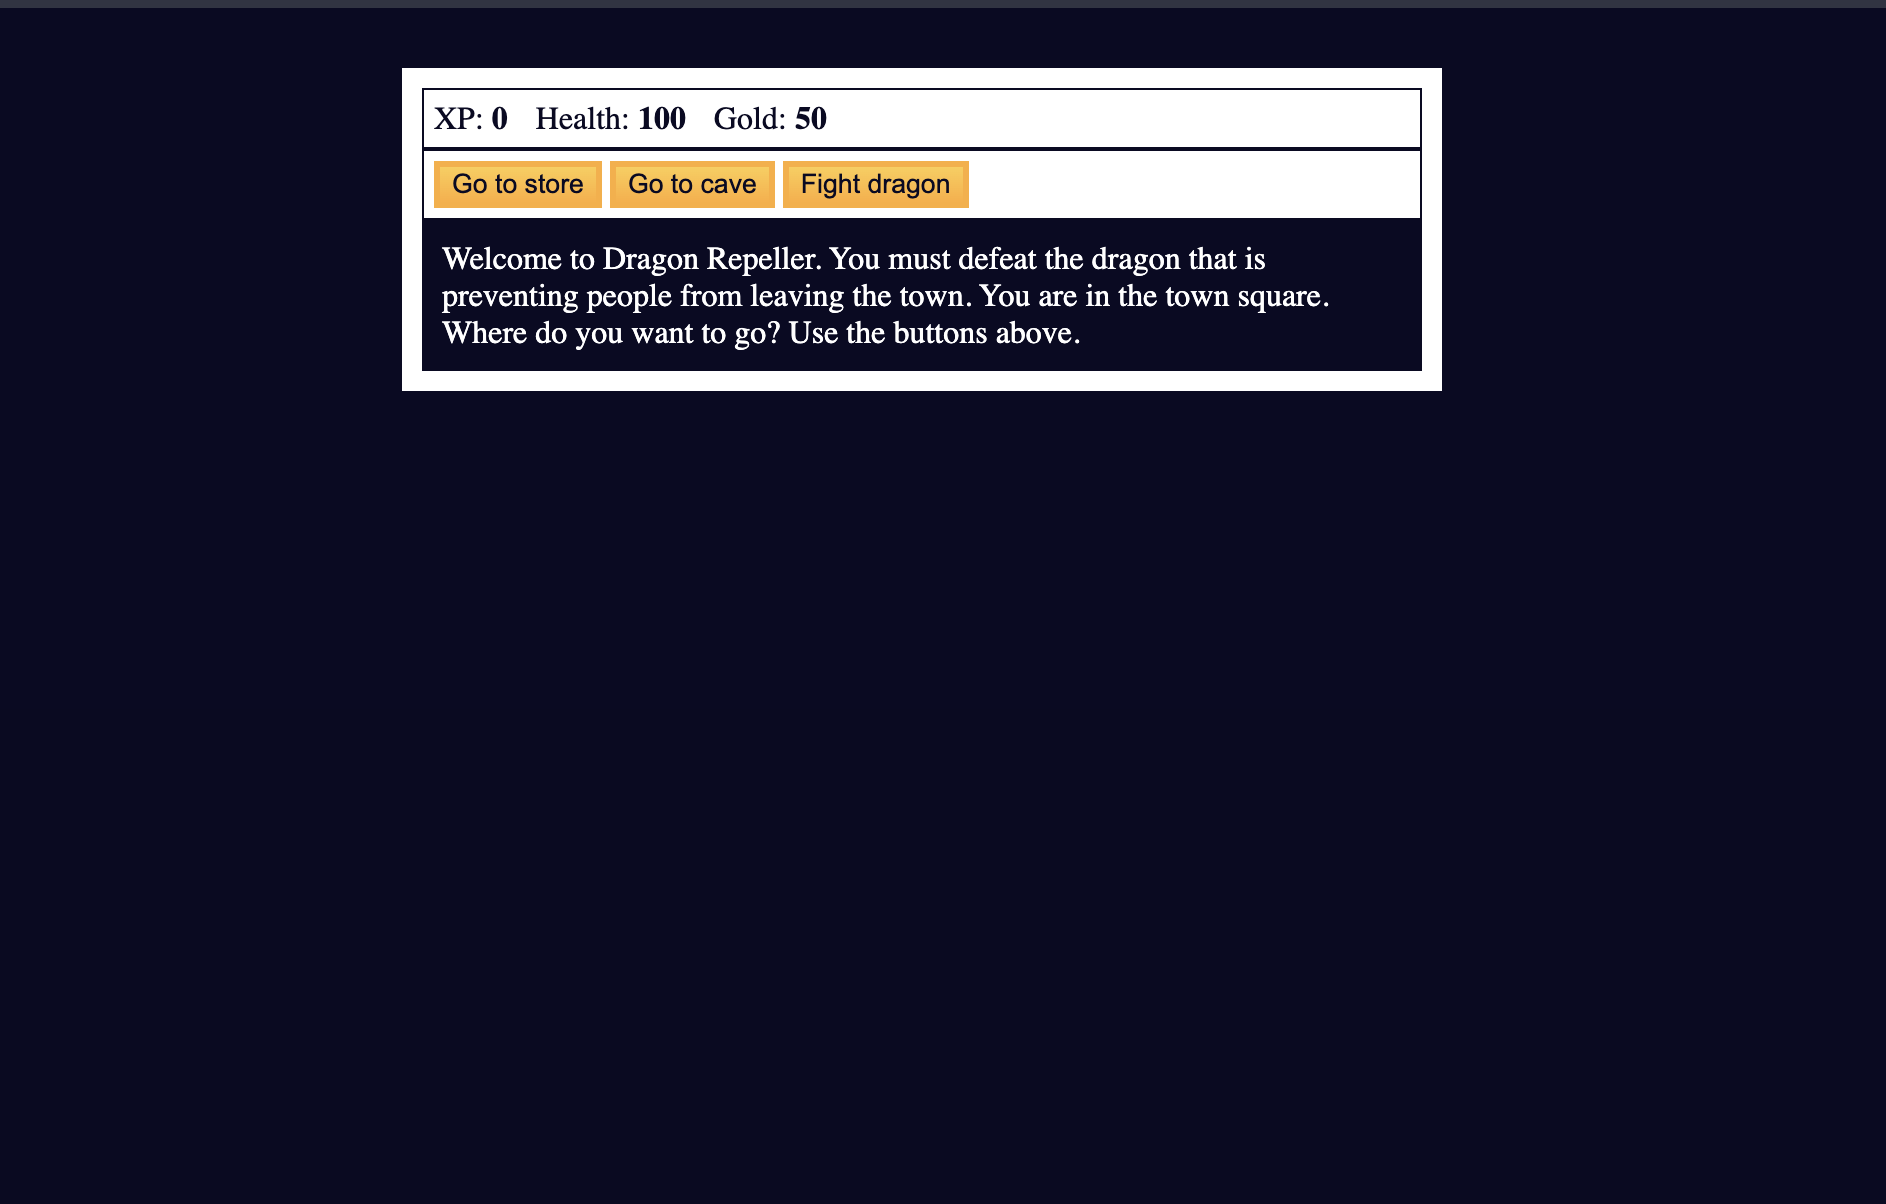 XP: 0 Health: 100 Gold: 50
Go to store Go to cave Fight dragon
Welcome to Dragon Repeller. You must defeat the dragon that is
preventing people from leaving the town. You are in the town square.
Where do you want to go? Use the buttons above.